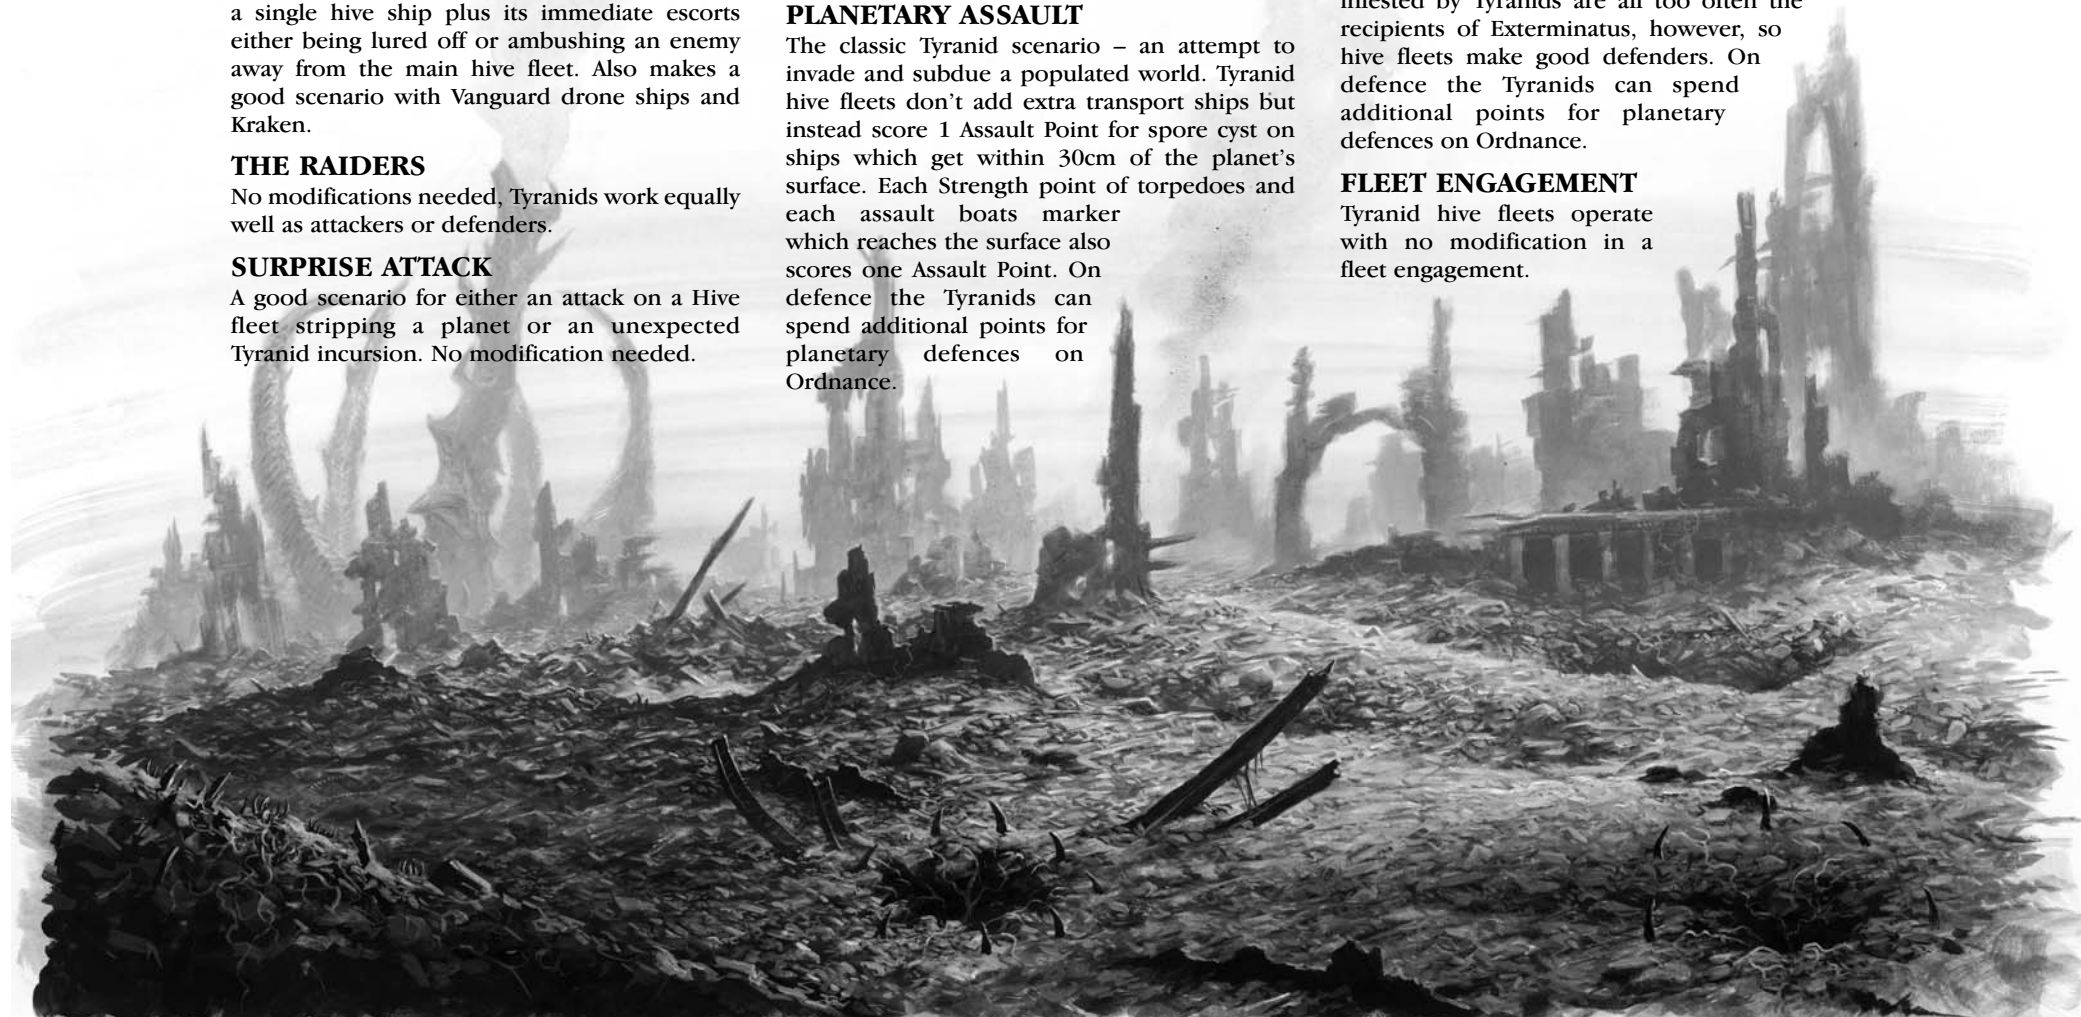 a single hive ship plus its immediate escorts
either being lured off or ambushing an enemy
away from the main hive fleet. Also makes a
good scenario with Vanguard drone ships and
Kraken.
THE RAIDERS
No modifications needed, Tyranids work equally
well as attackers or defenders.
SURPRISE ATTACK
A good scenario for either an attack on a Hive
fleet stripping a planet or an unexpected
Tyranid incursion. No modification needed.
PLANETARY ASSAULT
The classic Tyranid scenario – an attempt to
invade and subdue a populated world. Tyranid
hive fleets don't add extra transport ships but
instead score 1 Assault Point for spore cyst on
ships which get within 30cm of the planet's
surface. Each Strength point of torpedoes and
each assault boats marker
which reaches the surface also
scores one Assault Point. On
defence the Tyranids can
spend additional points for
planetary defences on
Ordnance.
infested by Tyranids are all too often the
recipients of Exterminatus, however, so
hive fleets make good defenders. On
defence the Tyranids can spend
additional points for planetary
defences on Ordnance.
FLEET ENGAGEMENT
Tyranid hive fleets operate
with no modification in a
fleet engagement.